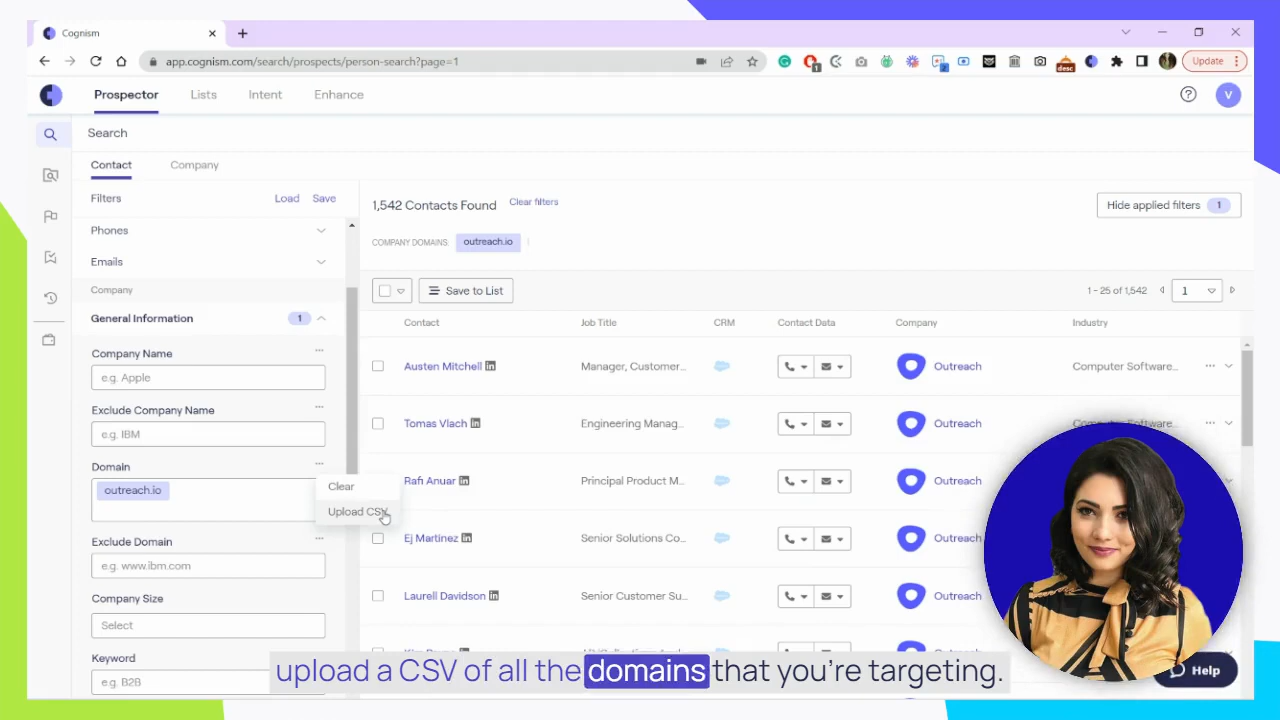 Cognism
app.cognism.com/search/prospects/person-search?page=1
1
2
desc
Update
Prospector
Lists
Intent
Enhance
V
Search
Contact
Company
Filters
Load
Save
1,542 Contacts Found
Clear filters
Hide applied filters 1
Phones
COMPANY DOMAINS:
outreach.io
Emails
Company
Save to List
1 - 25 of 1,542
1
General Information
1
Contact
Job Title
CRM
Contact Data
Company
Industry
Company Name
e.g. Apple
Austen Mitchell
Manager, Customer...
Outreach
Computer Software...
Exclude Company Name
e.g. IBM
Tomas Vlach
Engineering Manag...
Outreach
Computer Software...
Domain
outreach.io
Clear
Upload CSV
Rafi Anuar
Principal Product M...
Outreach
Exclude Domain
e.g. www.ibm.com
Ej Martinez
Senior Solutions Co...
Outreach
Company Size
Select
Laurell Davidson
Senior Customer Su...
Outreach
Keyword
e.g. B2B
upload a CSV of all the domains that you're targeting.
Help